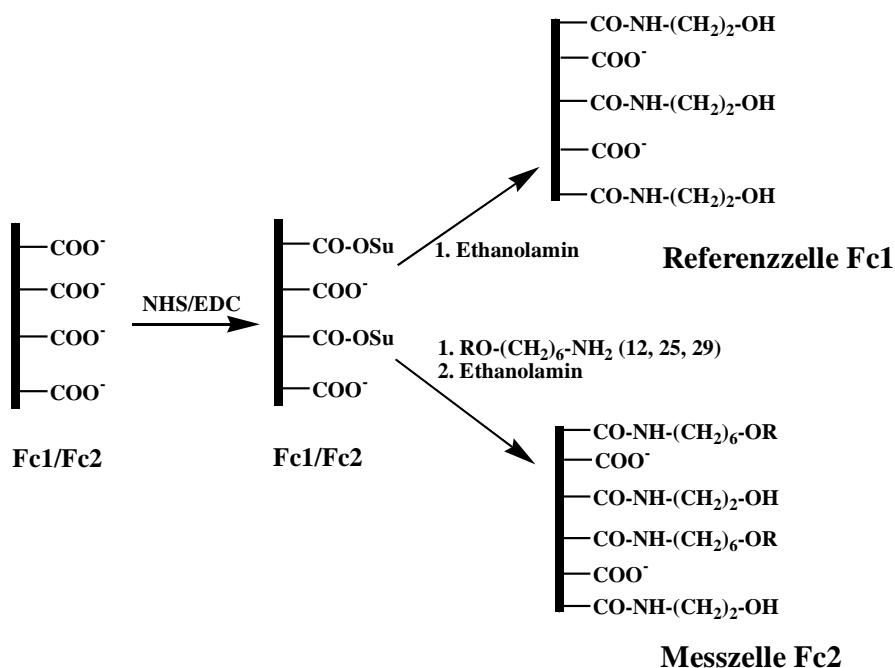 COO⁻
COO⁻
COO⁻
COO⁻
Fc1/Fc2
NHS/EDC
CO-OSu
COO⁻
CO-OSu
COO⁻
Fc1/Fc2
1. Ethanolamin
CO-NH-(CH₂)₂-OH
COO⁻
CO-NH-(CH₂)₂-OH
COO⁻
CO-NH-(CH₂)₂-OH
Referenzzelle Fc1
1. RO-(CH₂)₆-NH₂ (12, 25, 29)
2. Ethanolamin
CO-NH-(CH₂)₆-OR
COO⁻
CO-NH-(CH₂)₂-OH
CO-NH-(CH₂)₆-OR
COO⁻
CO-NH-(CH₂)₂-OH
Messzelle Fc2